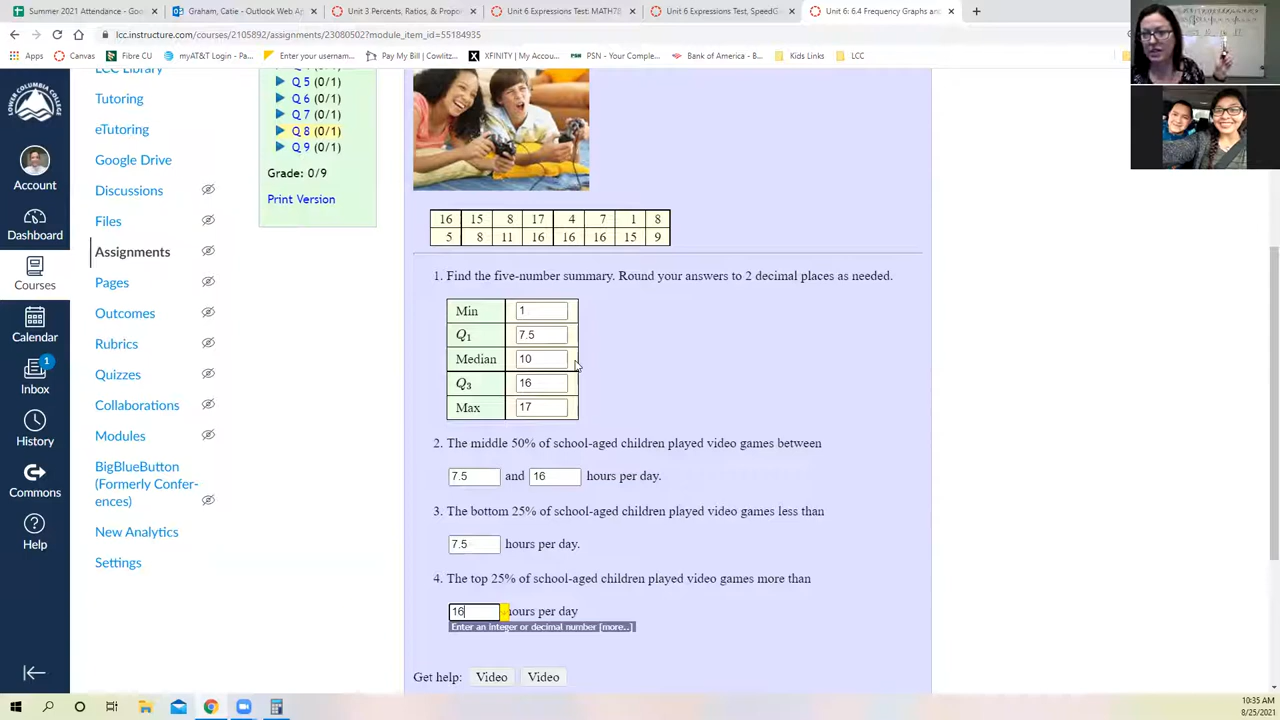 Summer 2021 Attendance - Goo
Graham, Catie - Outlook Web Ap
Unit 3 Percents, Ratios, & Propor
Unit 6 Expressions Test: MATH78
Unit 6 Expressions Test, SpeedG
Unit 6: 6.4 Frequency Graphs and
lcc.instructure.com/courses/2105892/assignments/23080502?module_item_id=55184935
Apps
Canvas
Fibre CU
myAT&T Login - Pa...
Enter your usernam...
Pay My Bill | Cowlitz...
XFINITY | My Accou...
PSN - Your Comple...
Bank of America - B...
Kids Links
LCC
LOWER COLUMBIA COLLEGE
Account
Dashboard
Courses
Calendar
1
Inbox
History
Commons
Help
LCC Library
Tutoring
eTutoring
Google Drive
Discussions
Files
Assignments
Pages
Outcomes
Rubrics
Quizzes
Collaborations
Modules
BigBlueButton
(Formerly Confer-
ences)
New Analytics
Settings
Q 5 (0/1)
Q 6 (0/1)
Q 7 (0/1)
Q 8 (0/1)
Q 9 (0/1)
Grade: 0/9
Print Version
16 15 8 17 4 7 1 8
5 8 11 16 16 16 15 9
1. Find the five-number summary. Round your answers to 2 decimal places as needed.
Min 1
Q1 7.5
Median 10
Q3 16
Max 17
2. The middle 50% of school-aged children played video games between
7.5 and 16 hours per day.
3. The bottom 25% of school-aged children played video games less than
7.5 hours per day.
4. The top 25% of school-aged children played video games more than
16 hours per day
Enter an integer or decimal number [more..]
Get help: Video Video
10:35 AM
8/25/2021